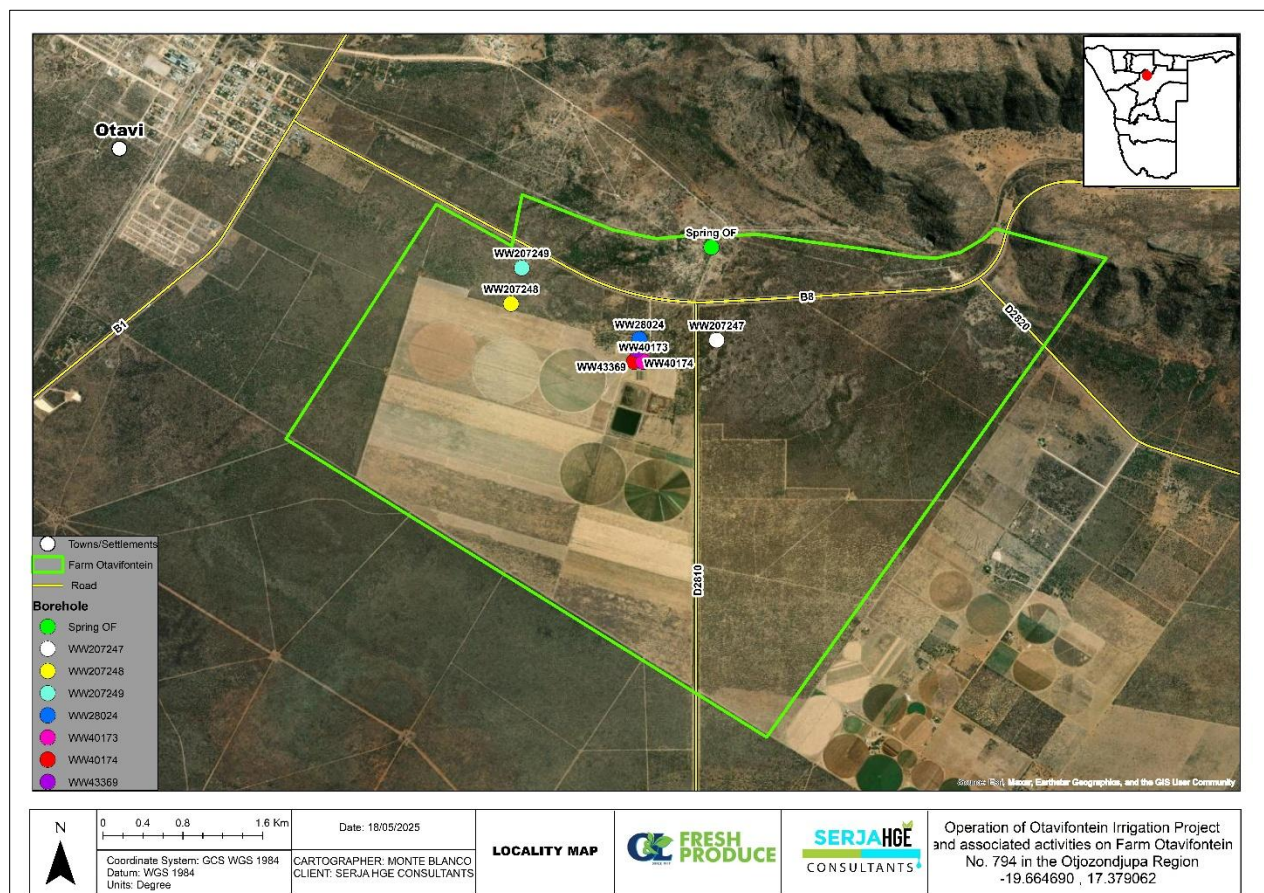 Otavi
Spring OF
WW207249
WW207248
B8
WW28024
WW207247
WW40173
WW43369
WW40174
B1
D2820
D2810
Towns/Settlements
Farm Otavifontein
Road
Borehole
Spring OF
WW207247
WW207248
WW207249
WW28024
WW40173
WW40174
WW43369
Source: Esri, Maxar, Earthstar Geographics, and the GIS User Community
N
0 0.4 0.8 1.6 Km
Coordinate System: GCS WGS 1984
Datum: WGS 1984
Units: Degree
Date: 18/05/2025
CARTOGRAPHER: MONTE BLANCO
CLIENT: SERJA HGE CONSULTANTS
LOCALITY MAP
GL FRESH
PRODUCE
SERJA HGE
CONSULTANTS
Operation of Otavifontein Irrigation Project
and associated activities on Farm Otavifontein
No. 794 in the Otjozondjupa Region
-19.664690 , 17.379062